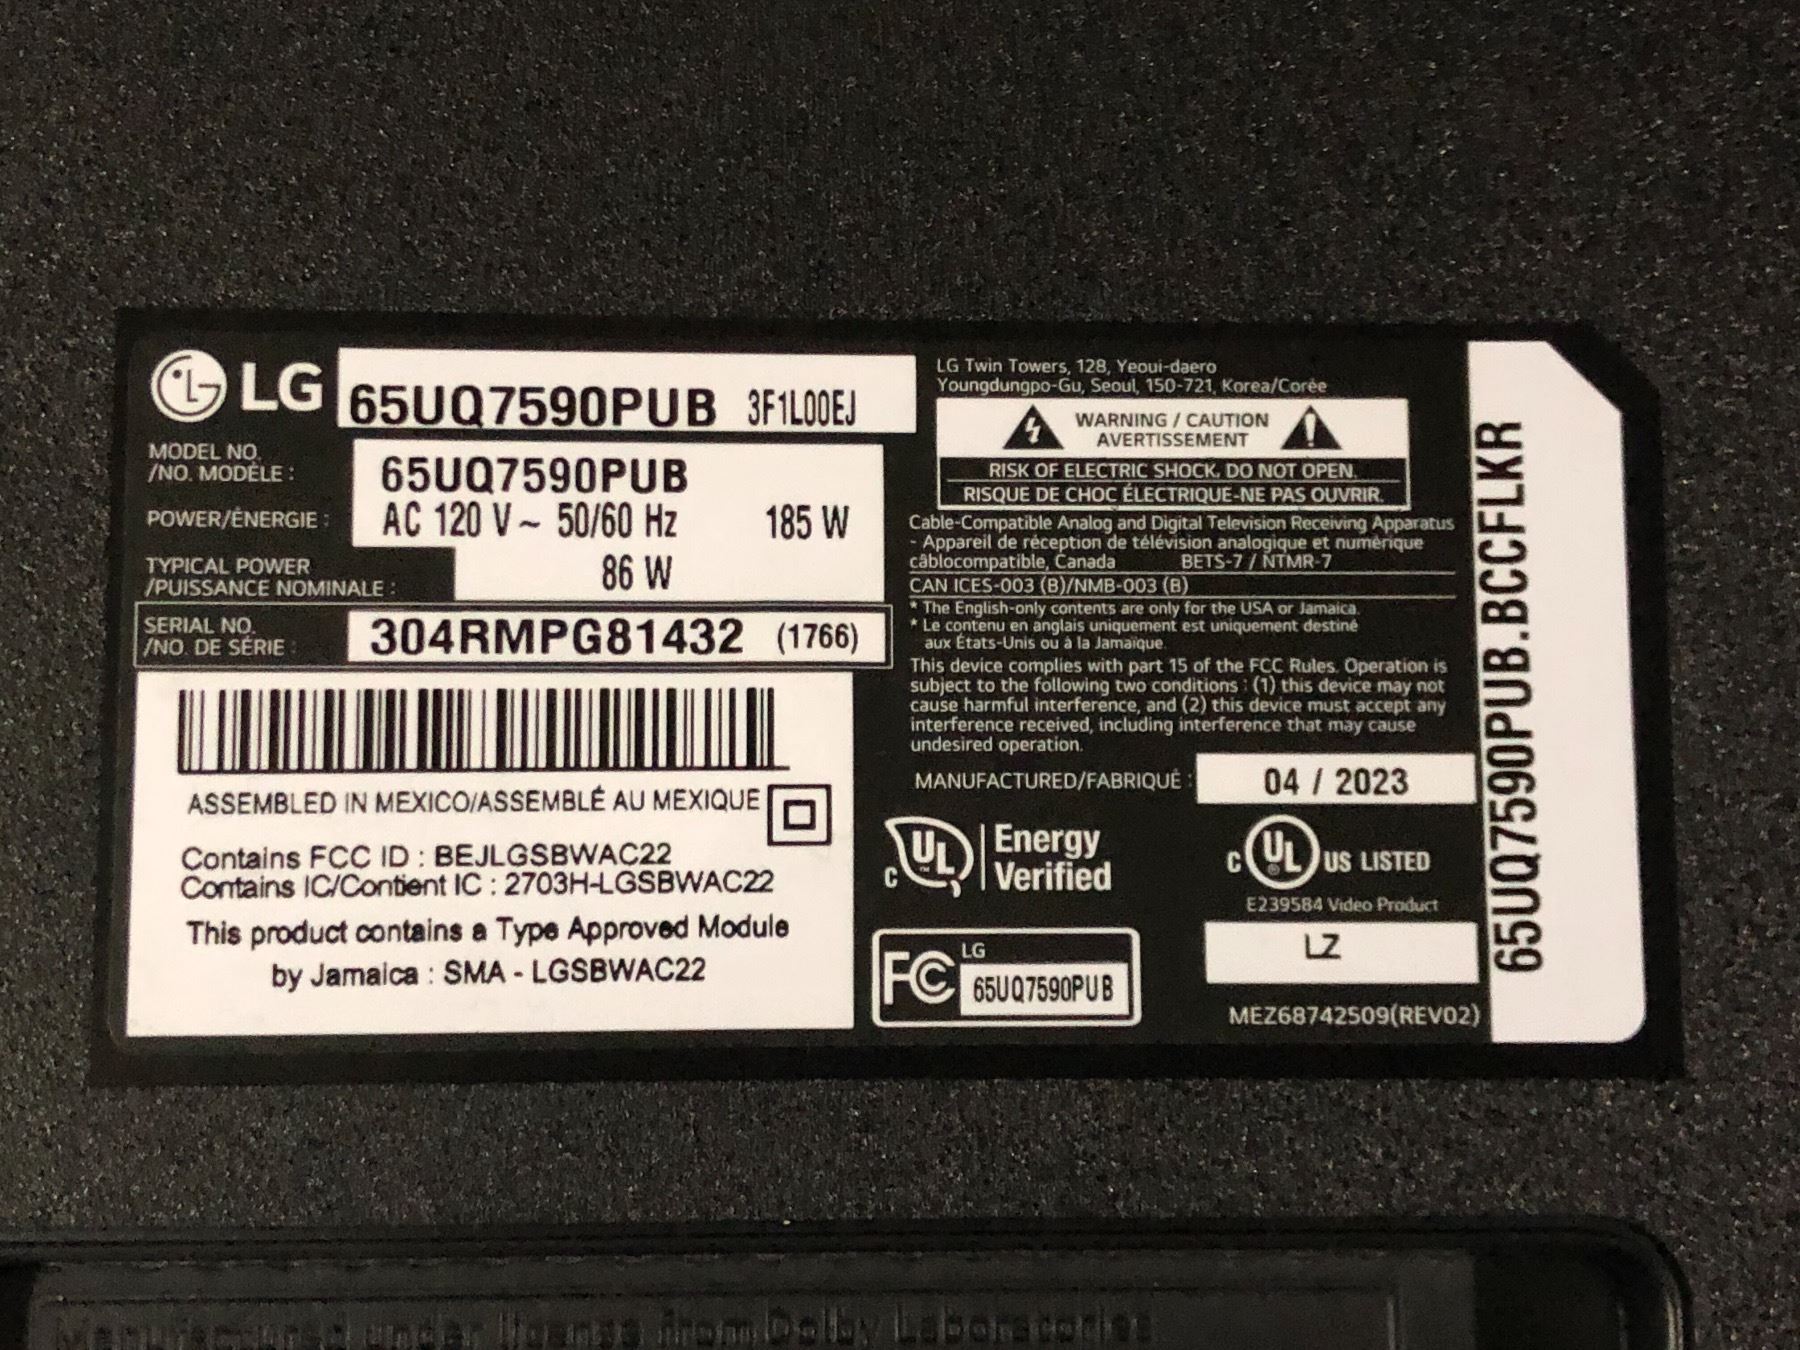 LG 65UQ7590PUB 3F1L00EJ
MODEL NO.
/NO. MODÈLE : 65UQ7590PUB
POWER/ÉNERGIE : AC 120 V ~ 50/60 Hz 185 W
TYPICAL POWER
/PUISSANCE NOMINALE : 86 W
SERIAL NO.
/NO. DE SÉRIE : 304RMPG81432 (1766)
ASSEMBLED IN MEXICO/ASSEMBLÉ AU MEXIQUE
Contains FCC ID : BEJLGSBWAC22
Contains IC/Contient IC : 2703H-LGSBWAC22
This product contains a Type Approved Module
by Jamaica : SMA - LGSBWAC22
LG Twin Towers, 128, Yeoui-daero
Youngdungpo-Gu, Seoul, 150-721, Korea/Corée
WARNING / CAUTION
AVERTISSEMENT
RISK OF ELECTRIC SHOCK. DO NOT OPEN.
RISQUE DE CHOC ÉLECTRIQUE-NE PAS OUVRIR.
Cable-Compatible Analog and Digital Television Receiving Apparatus
- Appareil de réception de télévision analogique et numérique
câblocompatible, Canada BETS-7 / NTMR-7
CAN ICES-003 (B)/NMB-003 (B)
* The English-only contents are only for the USA or Jamaica.
* Le contenu en anglais uniquement est uniquement destiné
aux États-Unis ou à la Jamaïque.
This device complies with part 15 of the FCC Rules. Operation is
subject to the following two conditions : (1) this device may not
cause harmful interference, and (2) this device must accept any
interference received, including interference that may cause
undesired operation.
MANUFACTURED/FABRIQUÉ : 04 / 2023
C UL Energy
Verified
C UL US LISTED
E239584 Video Product
FC LG
65UQ7590PUB
LZ
MEZ68742509(REV02)
65UQ7590PUB.BCCFLKR
Manufactured under license from Dolby Laboratories